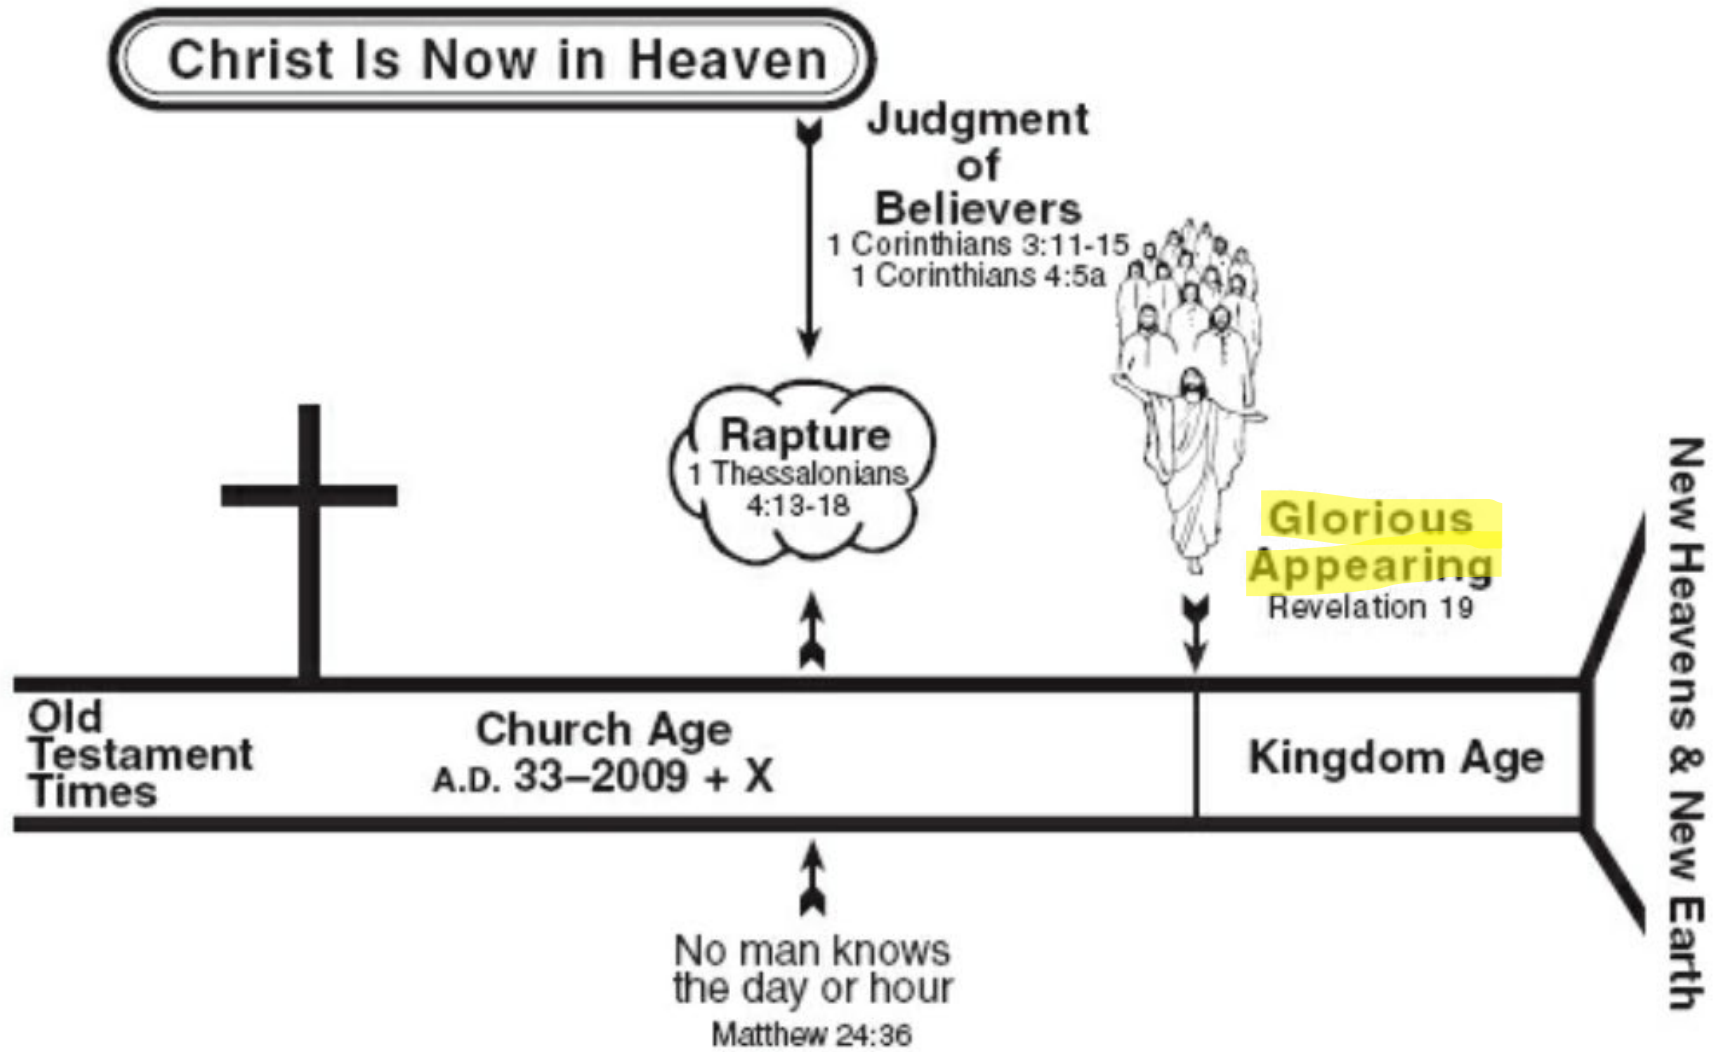 Christ Is Now in Heaven
Judgment
of
Believers
1 Corinthians 3:11-15
1 Corinthians 4:5a
Rapture
1 Thessalonians
4:13-18
Glorious
Appearing
Revelation 19
Old
Testament
Times
Church Age
A.D. 33–2009 + X
Kingdom Age
New Heavens & New Earth
No man knows
the day or hour
Matthew 24:36